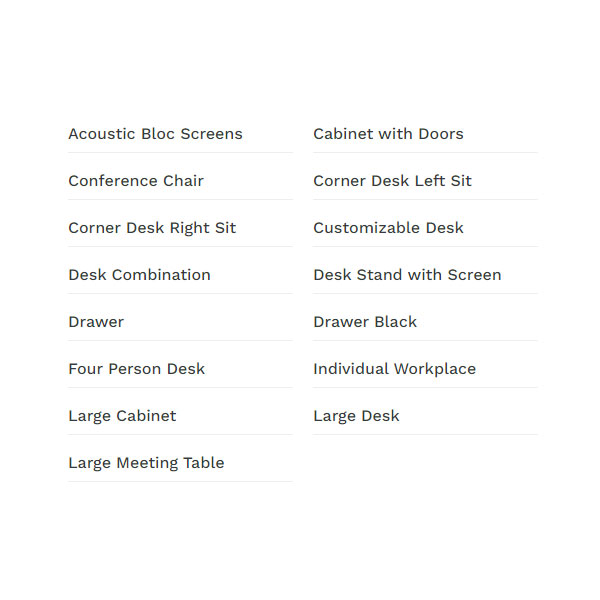 Acoustic Bloc Screens
Cabinet with Doors
Conference Chair
Corner Desk Left Sit
Corner Desk Right Sit
Customizable Desk
Desk Combination
Desk Stand with Screen
Drawer
Drawer Black
Four Person Desk
Individual Workplace
Large Cabinet
Large Desk
Large Meeting Table